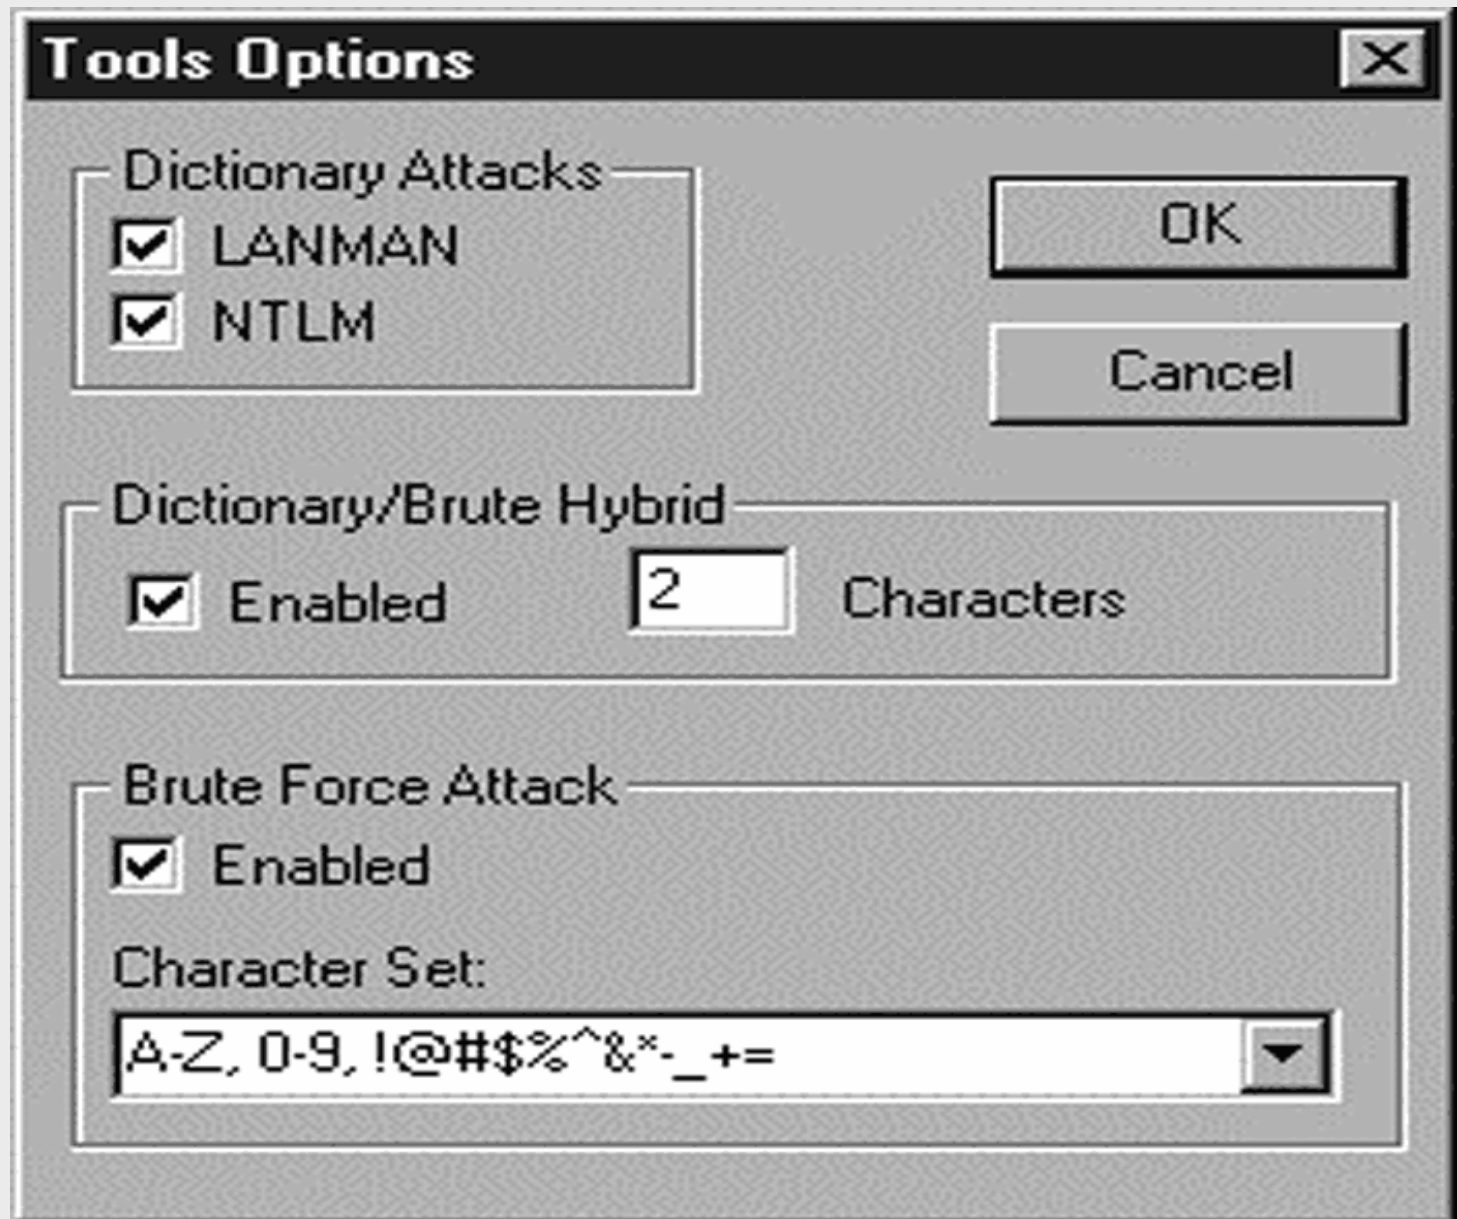 Tools Options
Dictionary Attacks
LANMAN
NTLM
OK
Cancel
Dictionary/Brute Hybrid
Enabled 2 Characters
Brute Force Attack
Enabled
Character Set:
A-Z, 0-9, !@#$%^&*-_+=